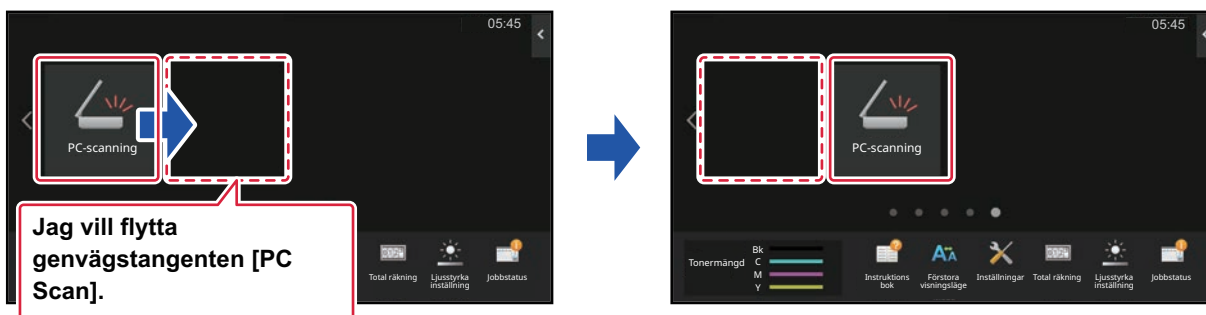 05:45
PC-scanning
Jag vill flytta
genvägstangenten [PC
Scan].
Total räkning
Ljusstyrka
inställning
Jobbstatus
05:45
PC-scanning
Tonermängd
Bk
C
M
Y
Instruktions
bok
Förstora
visningsläge
Inställningar
Total räkning
Ljusstyrka
inställning
Jobbstatus